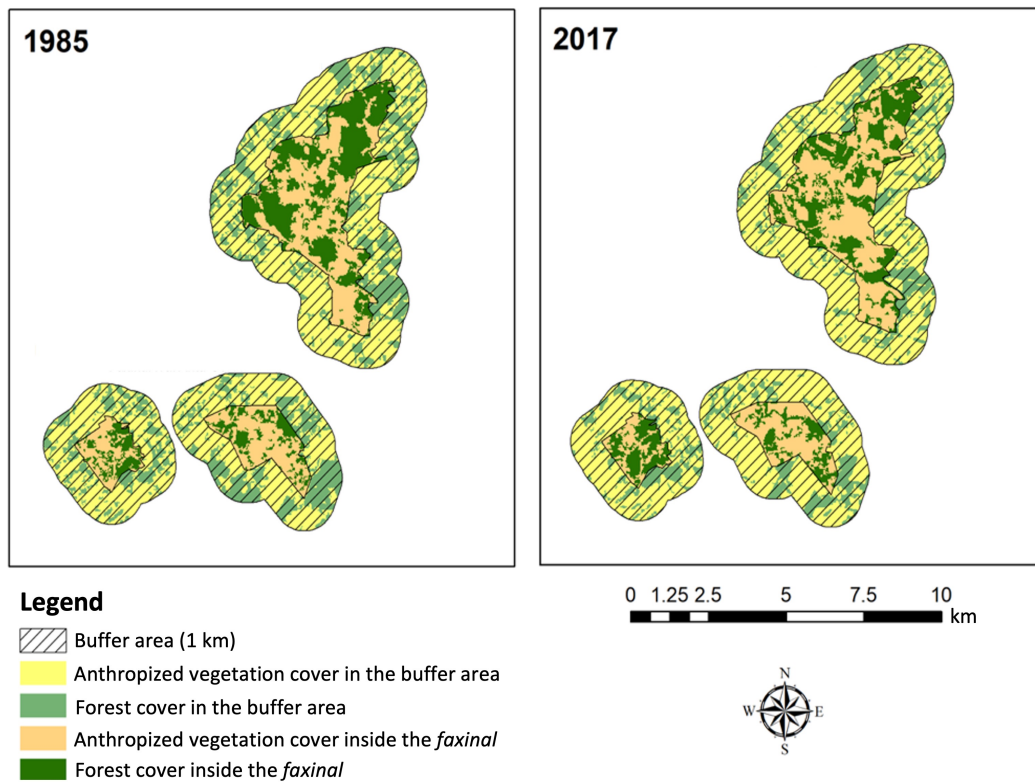 1985
2017
Legend
Buffer area (1 km)
Anthropized vegetation cover in the buffer area
Forest cover in the buffer area
Anthropized vegetation cover inside the faxinal
Forest cover inside the faxinal
0 1.25 2.5 5 7.5 10
km
N
W E
S